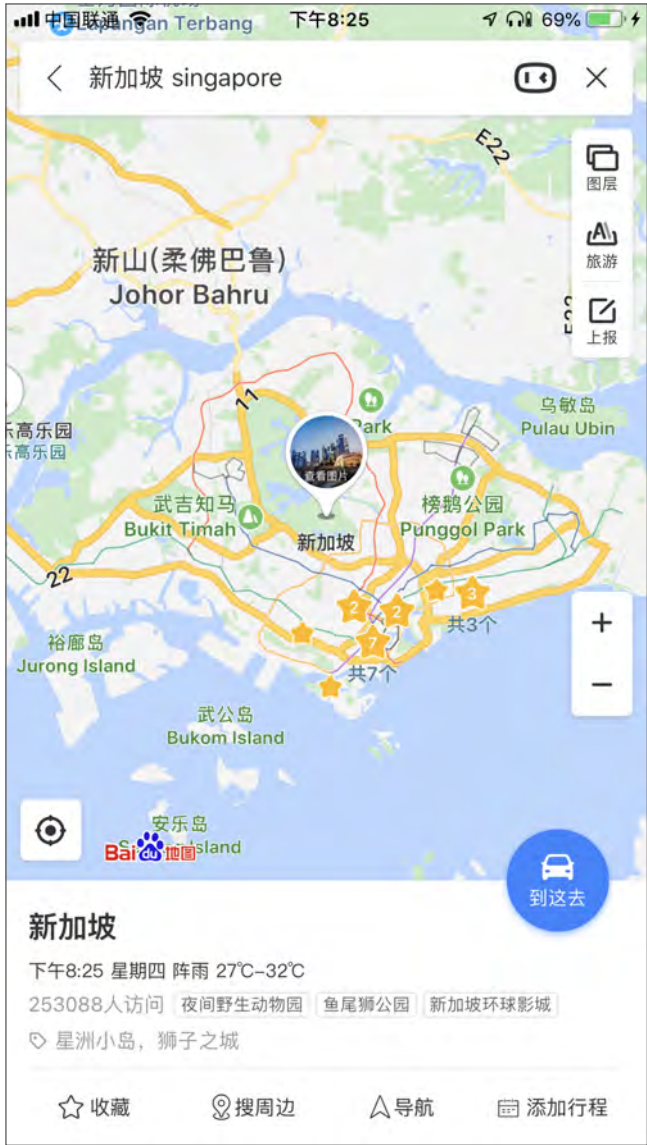 中国联通
下午8:25
69%
Lapangan Terbang
新加坡 singapore
E22
图层
旅游
上报
新山(柔佛巴鲁)
Johor Bahru
E22
11
Park
乌敏岛
Pulau Ubin
乐高乐园
乐高乐园
查看图片
武吉知马
Bukit Timah
榜鹅公园
Punggol Park
新加坡
22
3
2
2
共3个
7
共7个
裕廊岛
Jurong Island
武公岛
Bukom Island
安乐岛
Island
Bai du 地图
+
−
到这去
新加坡
下午8:25 星期四 阵雨 27℃-32℃
253088人访问 夜间野生动物园 鱼尾狮公园 新加坡环球影城
星洲小岛，狮子之城
收藏 搜周边 导航 添加行程